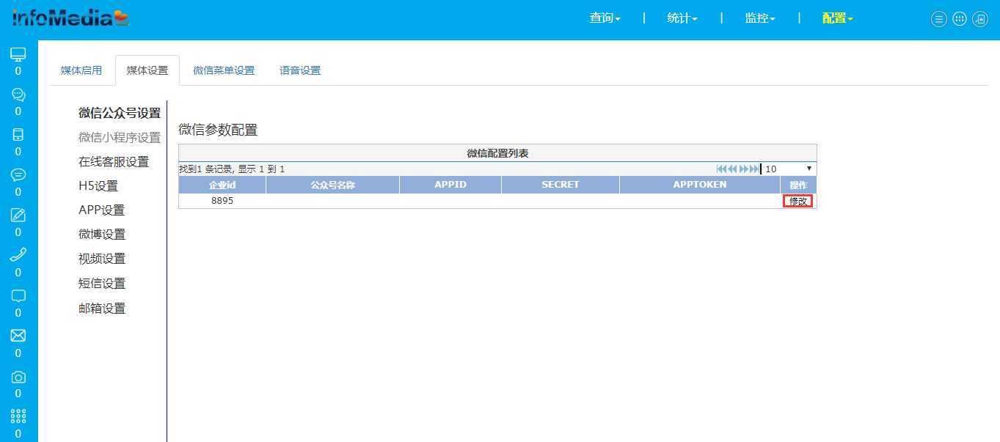 infoMedia
查询
|
统计
|
监控
|
配置
0
0
0
0
0
0
0
0
0
0
媒体启用
媒体设置
微信菜单设置
语音设置
微信公众号设置
微信小程序设置
在线客服设置
H5设置
APP设置
微博设置
视频设置
短信设置
邮箱设置
微信参数配置
微信配置列表
找到1 条记录, 显示 1 到 1
10
企业id 公众号名称 APPID SECRET APPTOKEN 操作
8895 修改